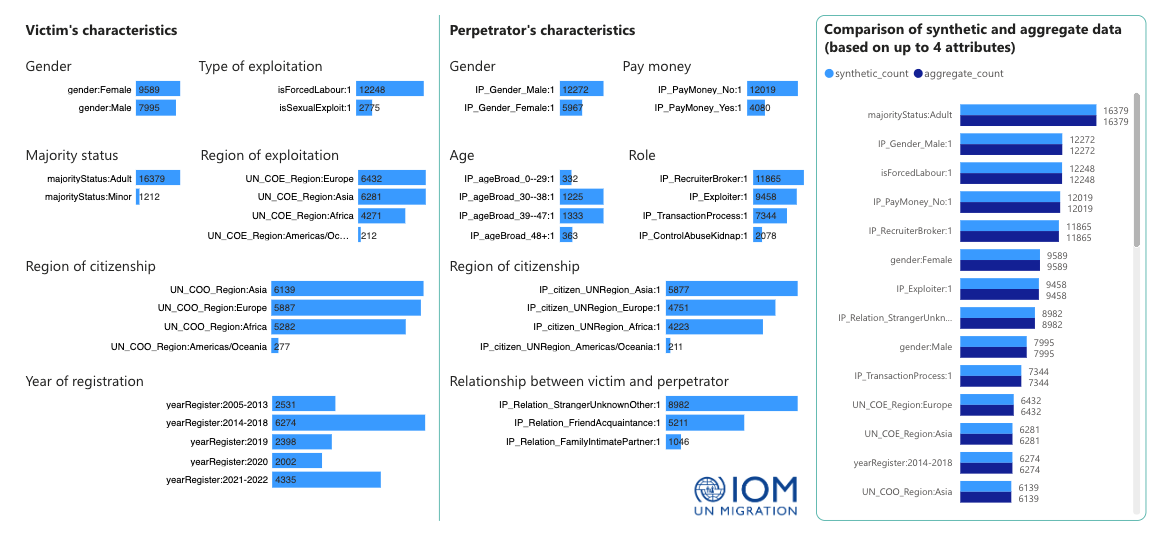 Victim's characteristics
Gender
gender:Female 9589
gender:Male 7995
Type of exploitation
isForcedLabour:1 12248
isSexualExploit:1 2775
Majority status
majorityStatus:Adult 16379
majorityStatus:Minor 1212
Region of exploitation
UN_COE_Region:Europe 6432
UN_COE_Region:Asia 6281
UN_COE_Region:Africa 4271
UN_COE_Region:Americas/Oc... 212
Region of citizenship
UN_COO_Region:Asia 6139
UN_COO_Region:Europe 5887
UN_COO_Region:Africa 5282
UN_COO_Region:Americas/Oceania 277
Year of registration
yearRegister:2005-2013 2531
yearRegister:2014-2018 6274
yearRegister:2019 2398
yearRegister:2020 2002
yearRegister:2021-2022 4335
Perpetrator's characteristics
Gender
IP_Gender_Male:1 12272
IP_Gender_Female:1 5967
Pay money
IP_PayMoney_No:1 12019
IP_PayMoney_Yes:1 4080
Age
IP_ageBroad_0--29:1 332
IP_ageBroad_30--38:1 1225
IP_ageBroad_39--47:1 1333
IP_ageBroad_48+:1 363
Role
IP_RecruiterBroker:1 11865
IP_Exploiter:1 9458
IP_TransactionProcess:1 7344
IP_ControlAbuseKidnap:1 2078
Region of citizenship
IP_citizen_UNRegion_Asia:1 5877
IP_citizen_UNRegion_Europe:1 4751
IP_citizen_UNRegion_Africa:1 4223
IP_citizen_UNRegion_Americas/Oceania:1 211
Relationship between victim and perpetrator
IP_Relation_StrangerUnknownOther:1 8982
IP_Relation_FriendAcquaintance:1 5211
IP_Relation_FamilyIntimatePartner:1 1046
IOM
UN MIGRATION
Comparison of synthetic and aggregate data
(based on up to 4 attributes)
synthetic_count aggregate_count
majorityStatus:Adult 16379
16379
IP_Gender_Male:1 12272
12272
isForcedLabour:1 12248
12248
IP_PayMoney_No:1 12019
12019
IP_RecruiterBroker:1 11865
11865
gender:Female 9589
9589
IP_Exploiter:1 9458
9458
IP_Relation_StrangerUnkn... 8982
8982
gender:Male 7995
7995
IP_TransactionProcess:1 7344
7344
UN_COE_Region:Europe 6432
6432
UN_COE_Region:Asia 6281
6281
yearRegister:2014-2018 6274
6274
UN_COO_Region:Asia 6139
6139